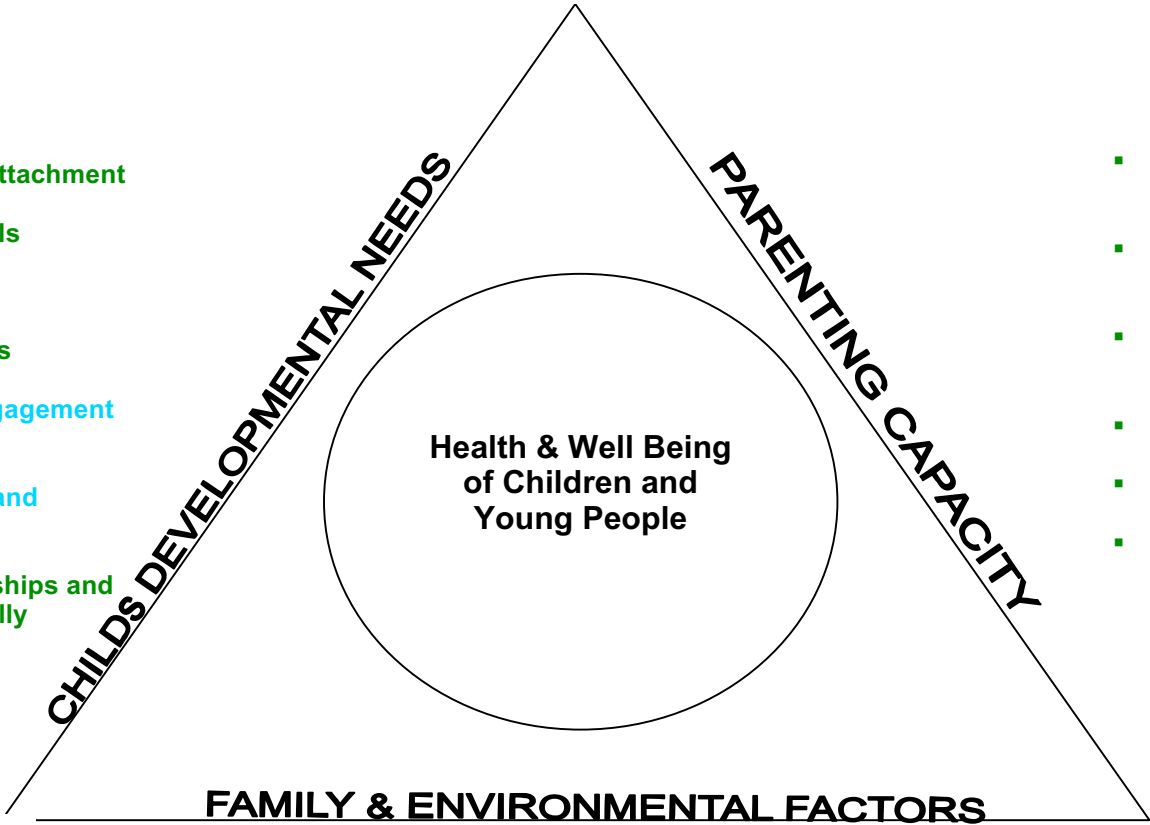 ttachment
ls
s
gagement
and
ships and
lly
CHILDS DEVELOPMENTAL NEEDS
PARENTING CAPACITY
Health & Well Being
of Children and
Young People
FAMILY & ENVIRONMENTAL FACTORS